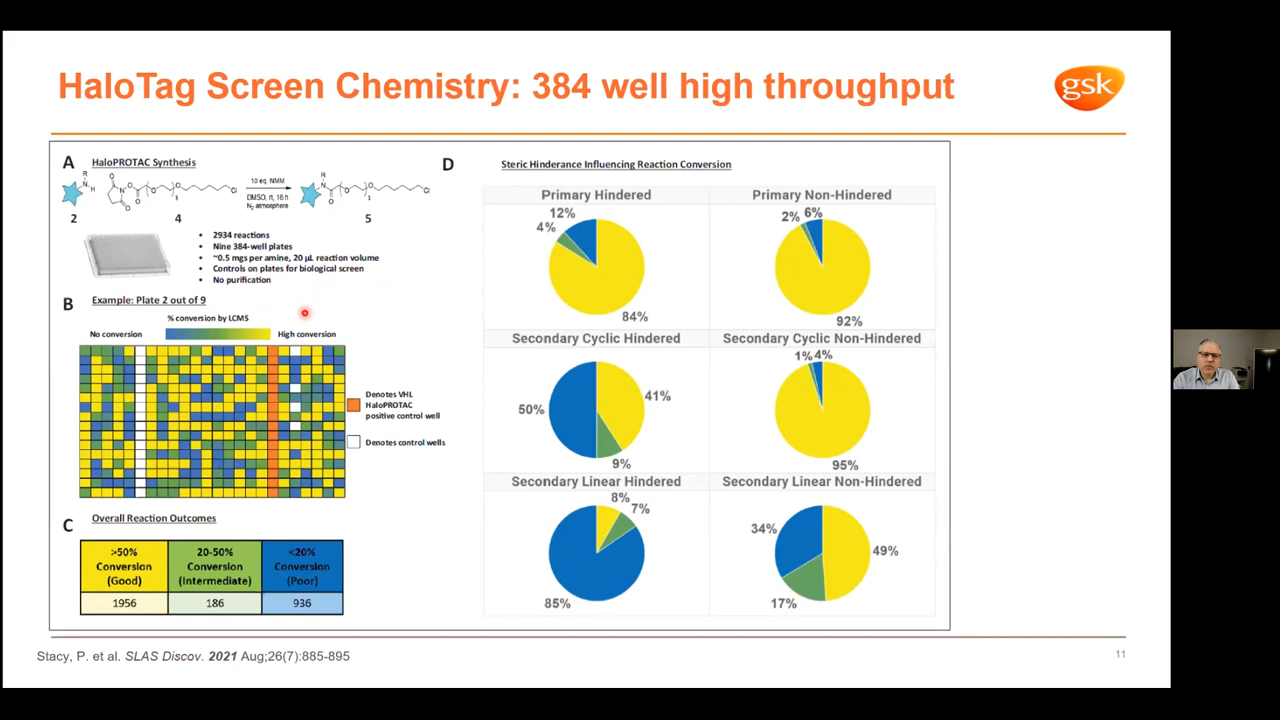 HaloTag Screen Chemistry: 384 well high throughput
gsk
A
HaloPROTAC Synthesis
R
N
H
2
O
N
O
O
O
O
O
3
Cl
4
10 eq. NMM
DMSO, rt, 16 h
N2 atmosphere
R
N
O
O
O
3
Cl
5
• 2934 reactions
• Nine 384-well plates
• ~0.5 mgs per amine, 20 µL reaction volume
• Controls on plates for biological screen
• No purification
B
Example: Plate 2 out of 9
% conversion by LCMS
No conversion
High conversion
Denotes VHL
HaloPROTAC
positive control well
Denotes control wells
C
Overall Reaction Outcomes
>50% Conversion (Good)
20-50% Conversion (Intermediate)
<20% Conversion (Poor)
1956
186
936
D
Steric Hinderance Influencing Reaction Conversion
Primary Hindered
12%
4%
84%
Primary Non-Hindered
2%
6%
92%
Secondary Cyclic Hindered
50%
41%
9%
Secondary Cyclic Non-Hindered
1%
4%
95%
Secondary Linear Hindered
8%
7%
85%
Secondary Linear Non-Hindered
34%
49%
17%
Stacy, P. et al. SLAS Discov. 2021 Aug;26(7):885-895
11